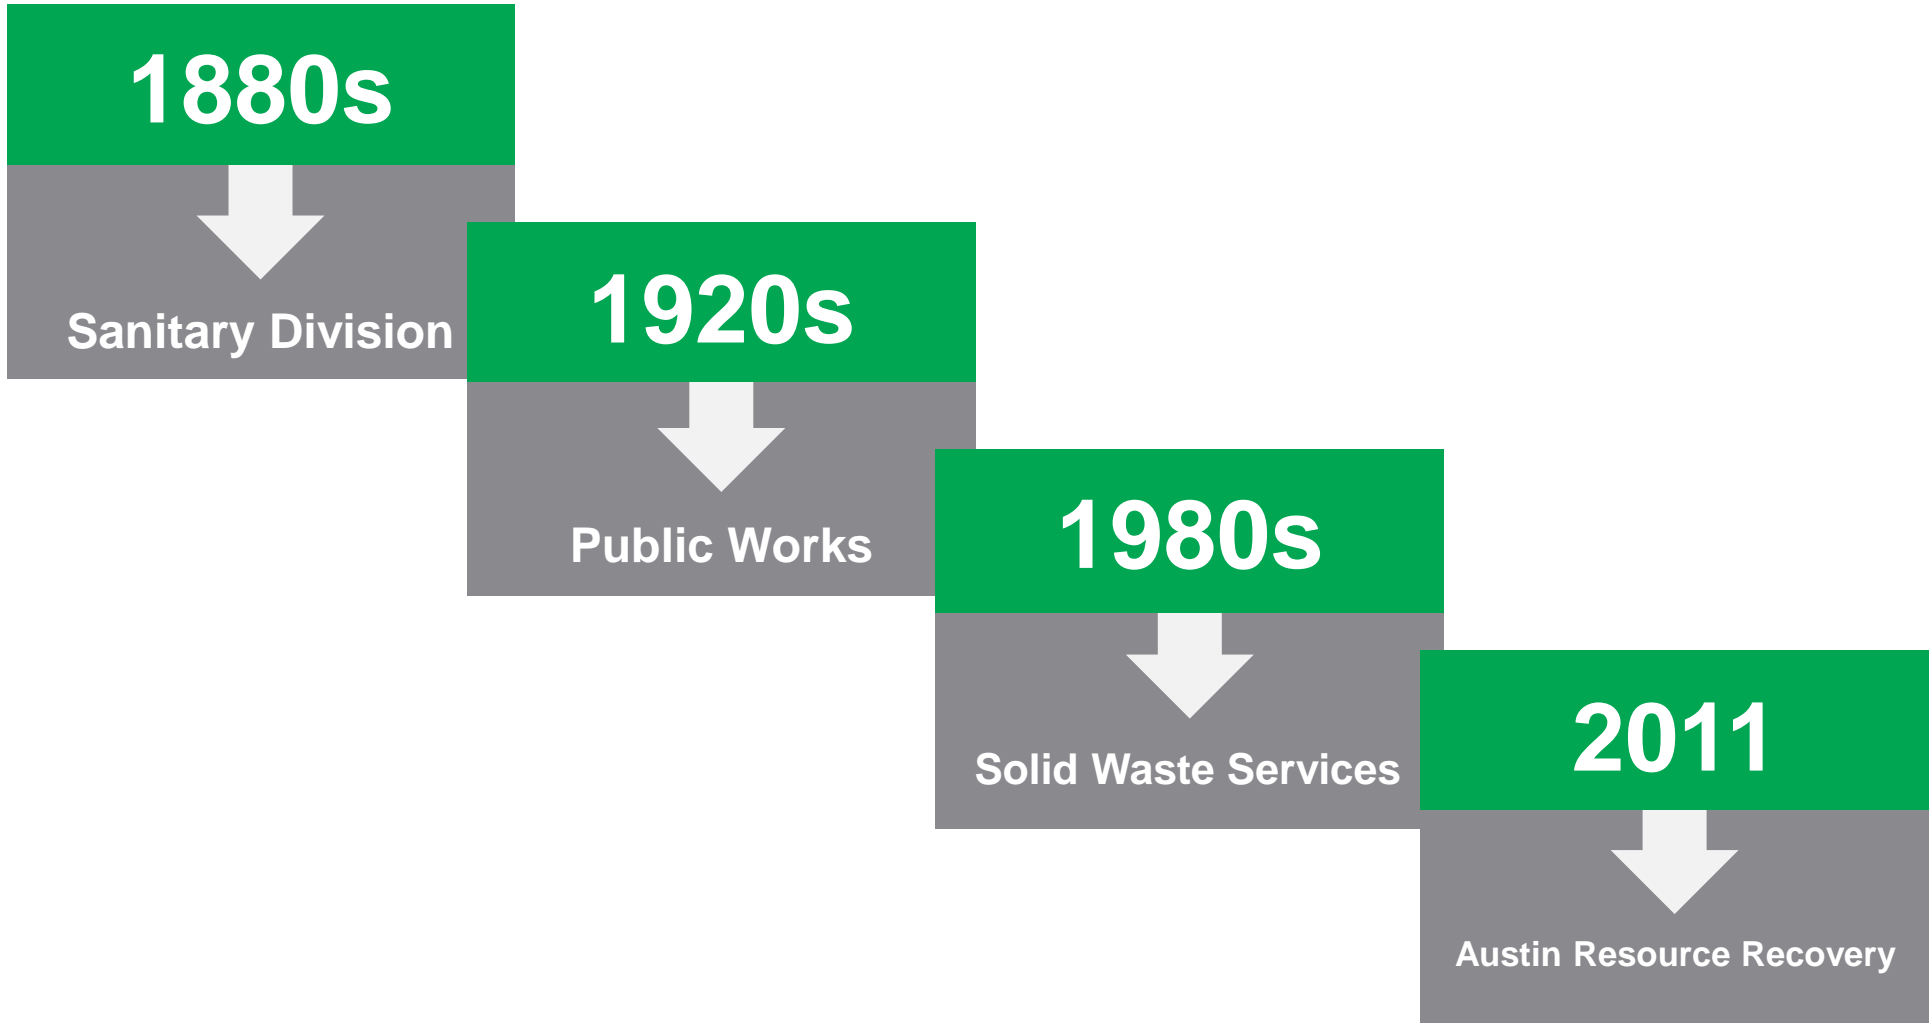 1880s
Sanitary Division
1920s
Public Works
1980s
Solid Waste Services
2011
Austin Resource Recovery